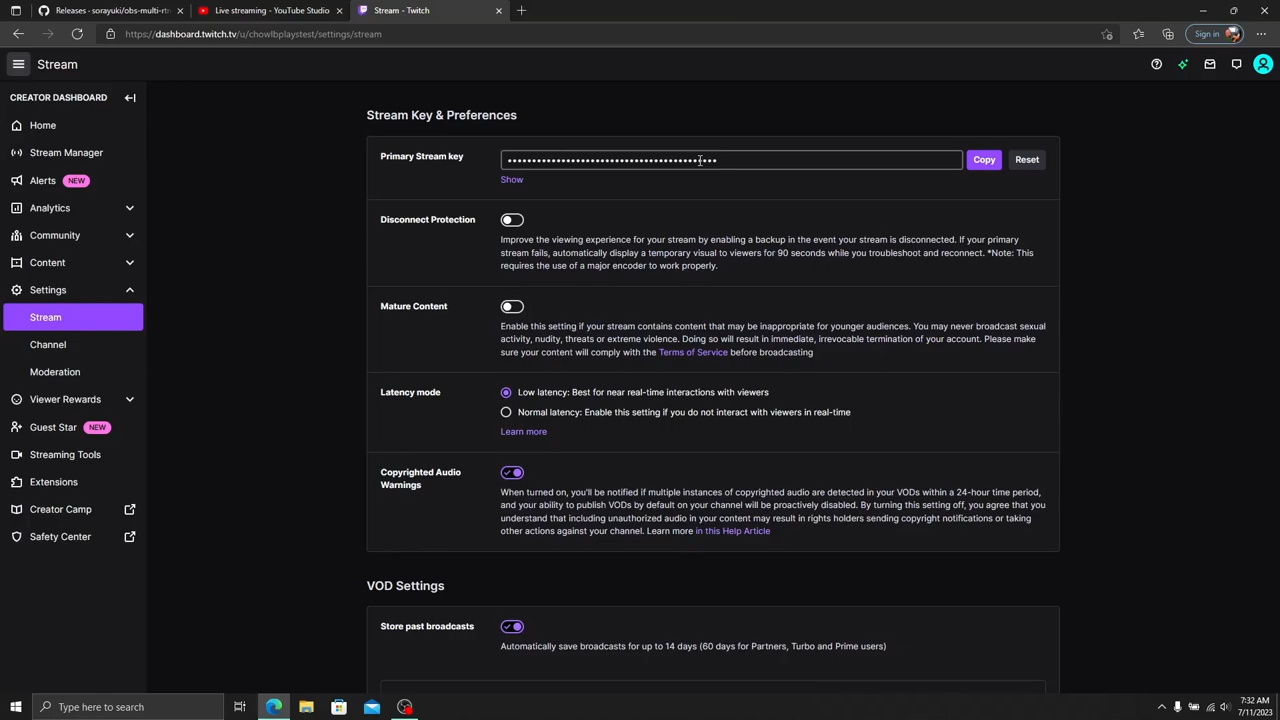 Releases - sorayuki/obs-multi-rtm
Live streaming - YouTube Studio
Stream - Twitch
https://dashboard.twitch.tv/u/chowlbplaystest/settings/stream
Sign in
Stream
CREATOR DASHBOARD
Home
Stream Manager
Alerts NEW
Analytics
Community
Content
Settings
Stream
Channel
Moderation
Viewer Rewards
Guest Star NEW
Streaming Tools
Extensions
Creator Camp
Safety Center
Stream Key & Preferences
Primary Stream key
Copy
Reset
Show
Disconnect Protection
Improve the viewing experience for your stream by enabling a backup in the event your stream is disconnected. If your primary
stream fails, automatically display a temporary visual to viewers for 90 seconds while you troubleshoot and reconnect. *Note: This
requires the use of a major encoder to work properly.
Mature Content
Enable this setting if your stream contains content that may be inappropriate for younger audiences. You may never broadcast sexual
activity, nudity, threats or extreme violence. Doing so will result in immediate, irrevocable termination of your account. Please make
sure your content will comply with the Terms of Service before broadcasting
Latency mode
Low latency: Best for near real-time interactions with viewers
Normal latency: Enable this setting if you do not interact with viewers in real-time
Learn more
Copyrighted Audio
Warnings
When turned on, you'll be notified if multiple instances of copyrighted audio are detected in your VODs within a 24-hour time period,
and your ability to publish VODs by default on your channel will be proactively disabled. By turning this setting off, you agree that you
understand that including unauthorized audio in your content may result in rights holders sending copyright notifications or taking
other actions against your channel. Learn more in this Help Article
VOD Settings
Store past broadcasts
Automatically save broadcasts for up to 14 days (60 days for Partners, Turbo and Prime users)
Type here to search
7:32 AM
7/11/2023